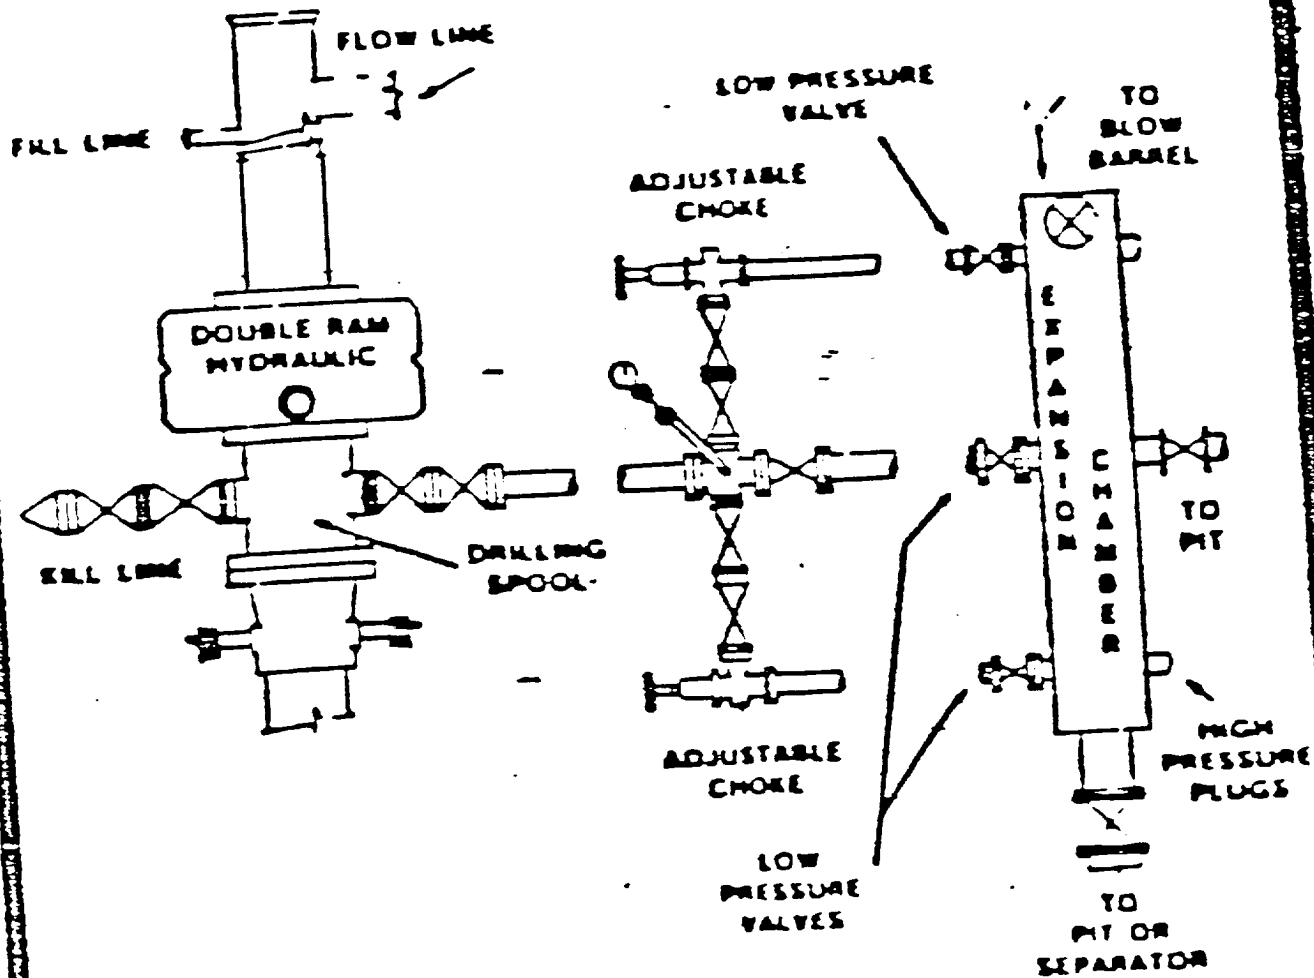 FLOW LINE
FILL LINE
LOW PRESSURE
VALVE
TO
BLOW
BARREL
ADJUSTABLE
CHOKE
DOUBLE RAM
HYDRAULIC
EXPANSION
CHAMBER
KILL LINE
DRILLING
SPOOL
TO
PIT
ADJUSTABLE
CHOKE
HIGH
PRESSURE
PLUGS
LOW
PRESSURE
VALVES
TO
PIT OR
SEPARATOR